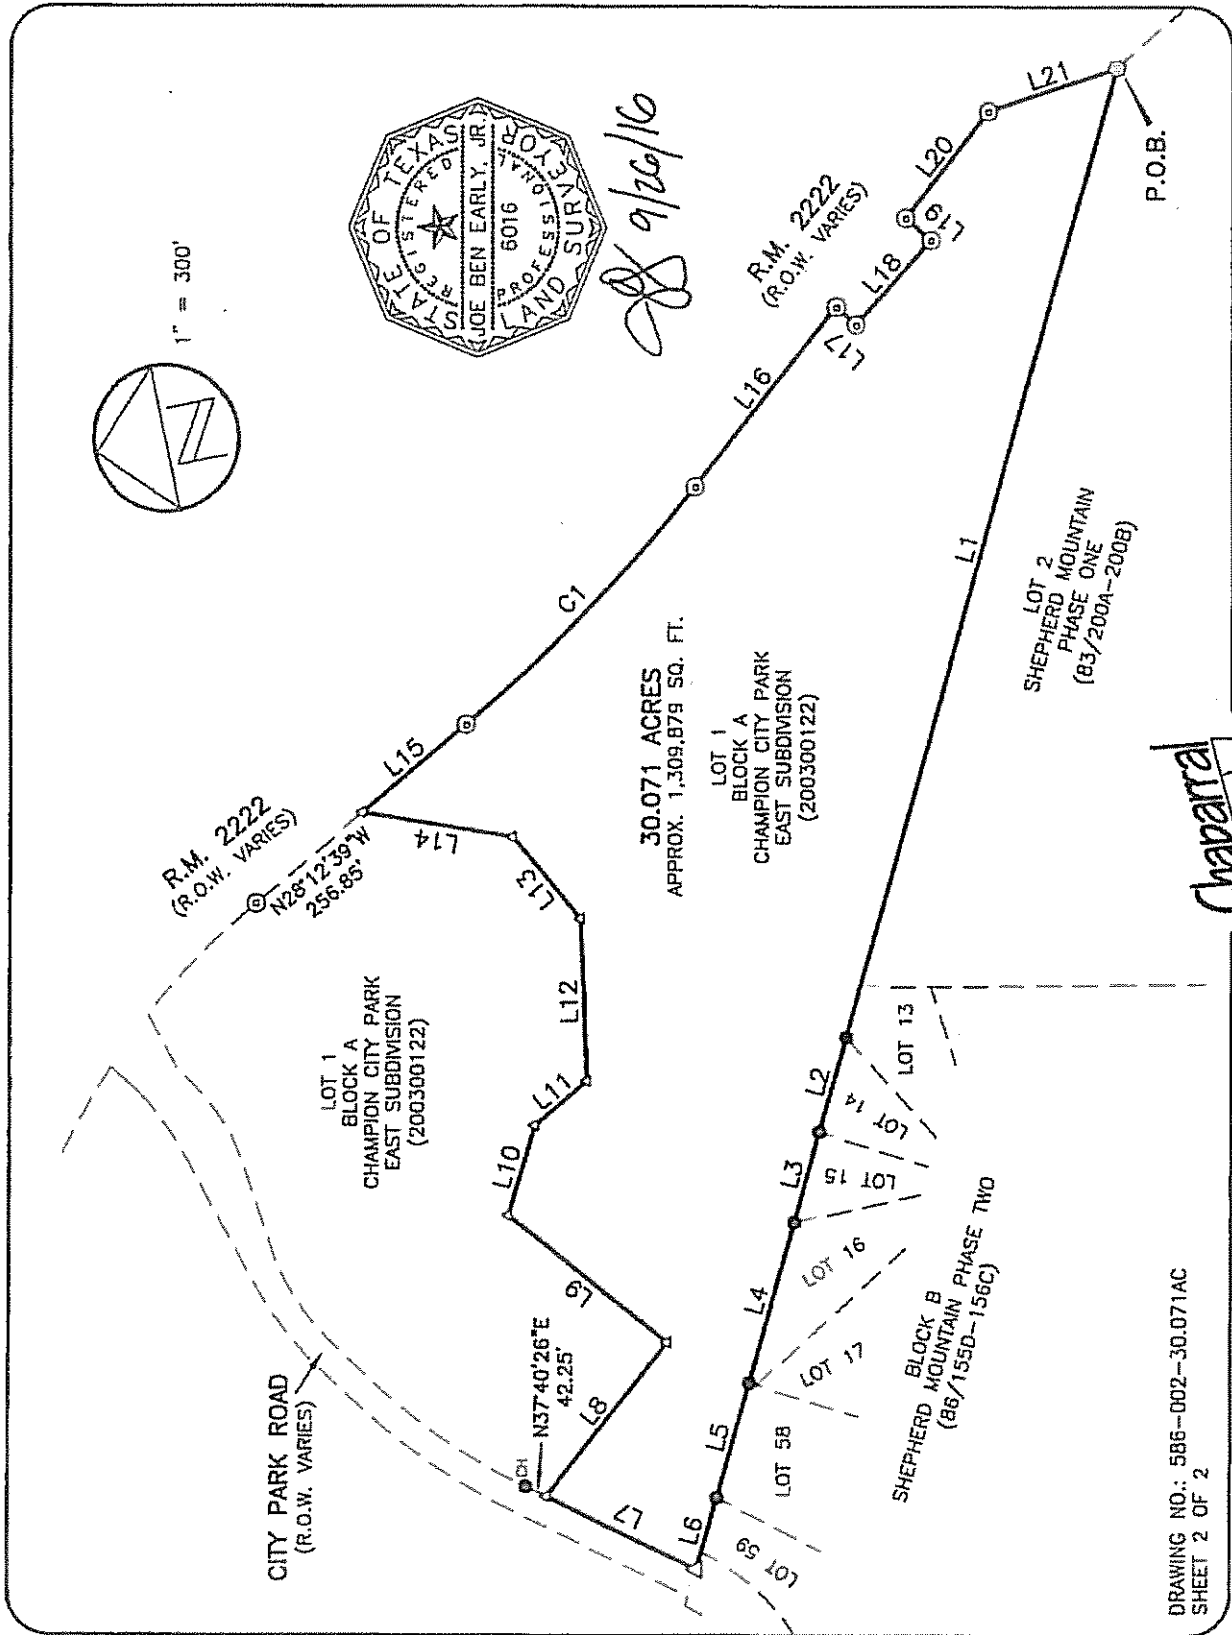 1" = 300'
N
STATE OF TEXAS
REGISTERED
JOE BEN EARLY, JR.
6016
PROFESSIONAL
LAND SURVEYOR
9/26/16
R.M. 2222
(R.O.W. VARIES)
N28°12'39"W
256.85'
R.M. 2222
(R.O.W. VARIES)
CITY PARK ROAD
(R.O.W. VARIES)
LOT 1
BLOCK A
CHAMPION CITY PARK
EAST SUBDIVISION
(200300122)
CH
N37°40'26"E
42.25'
L7
L8
L9
L10
L11
L12
L13
L14
L15
C1
L16
L17
L18
L19
L20
L21
P.O.B.
30.071 ACRES
APPROX. 1,309,879 SQ. FT.
LOT 1
BLOCK A
CHAMPION CITY PARK
EAST SUBDIVISION
(200300122)
L6
L5
L4
L3
L2
L1
LOT 59
LOT 58
LOT 17
LOT 16
LOT 15
LOT 14
LOT 13
BLOCK B
SHEPHERD MOUNTAIN PHASE TWO
(86/155D-156C)
LOT 2
SHEPHERD MOUNTAIN
PHASE ONE
(83/200A-200B)
Chaparral
DRAWING NO.: 586-002-30.071AC
SHEET 2 OF 2